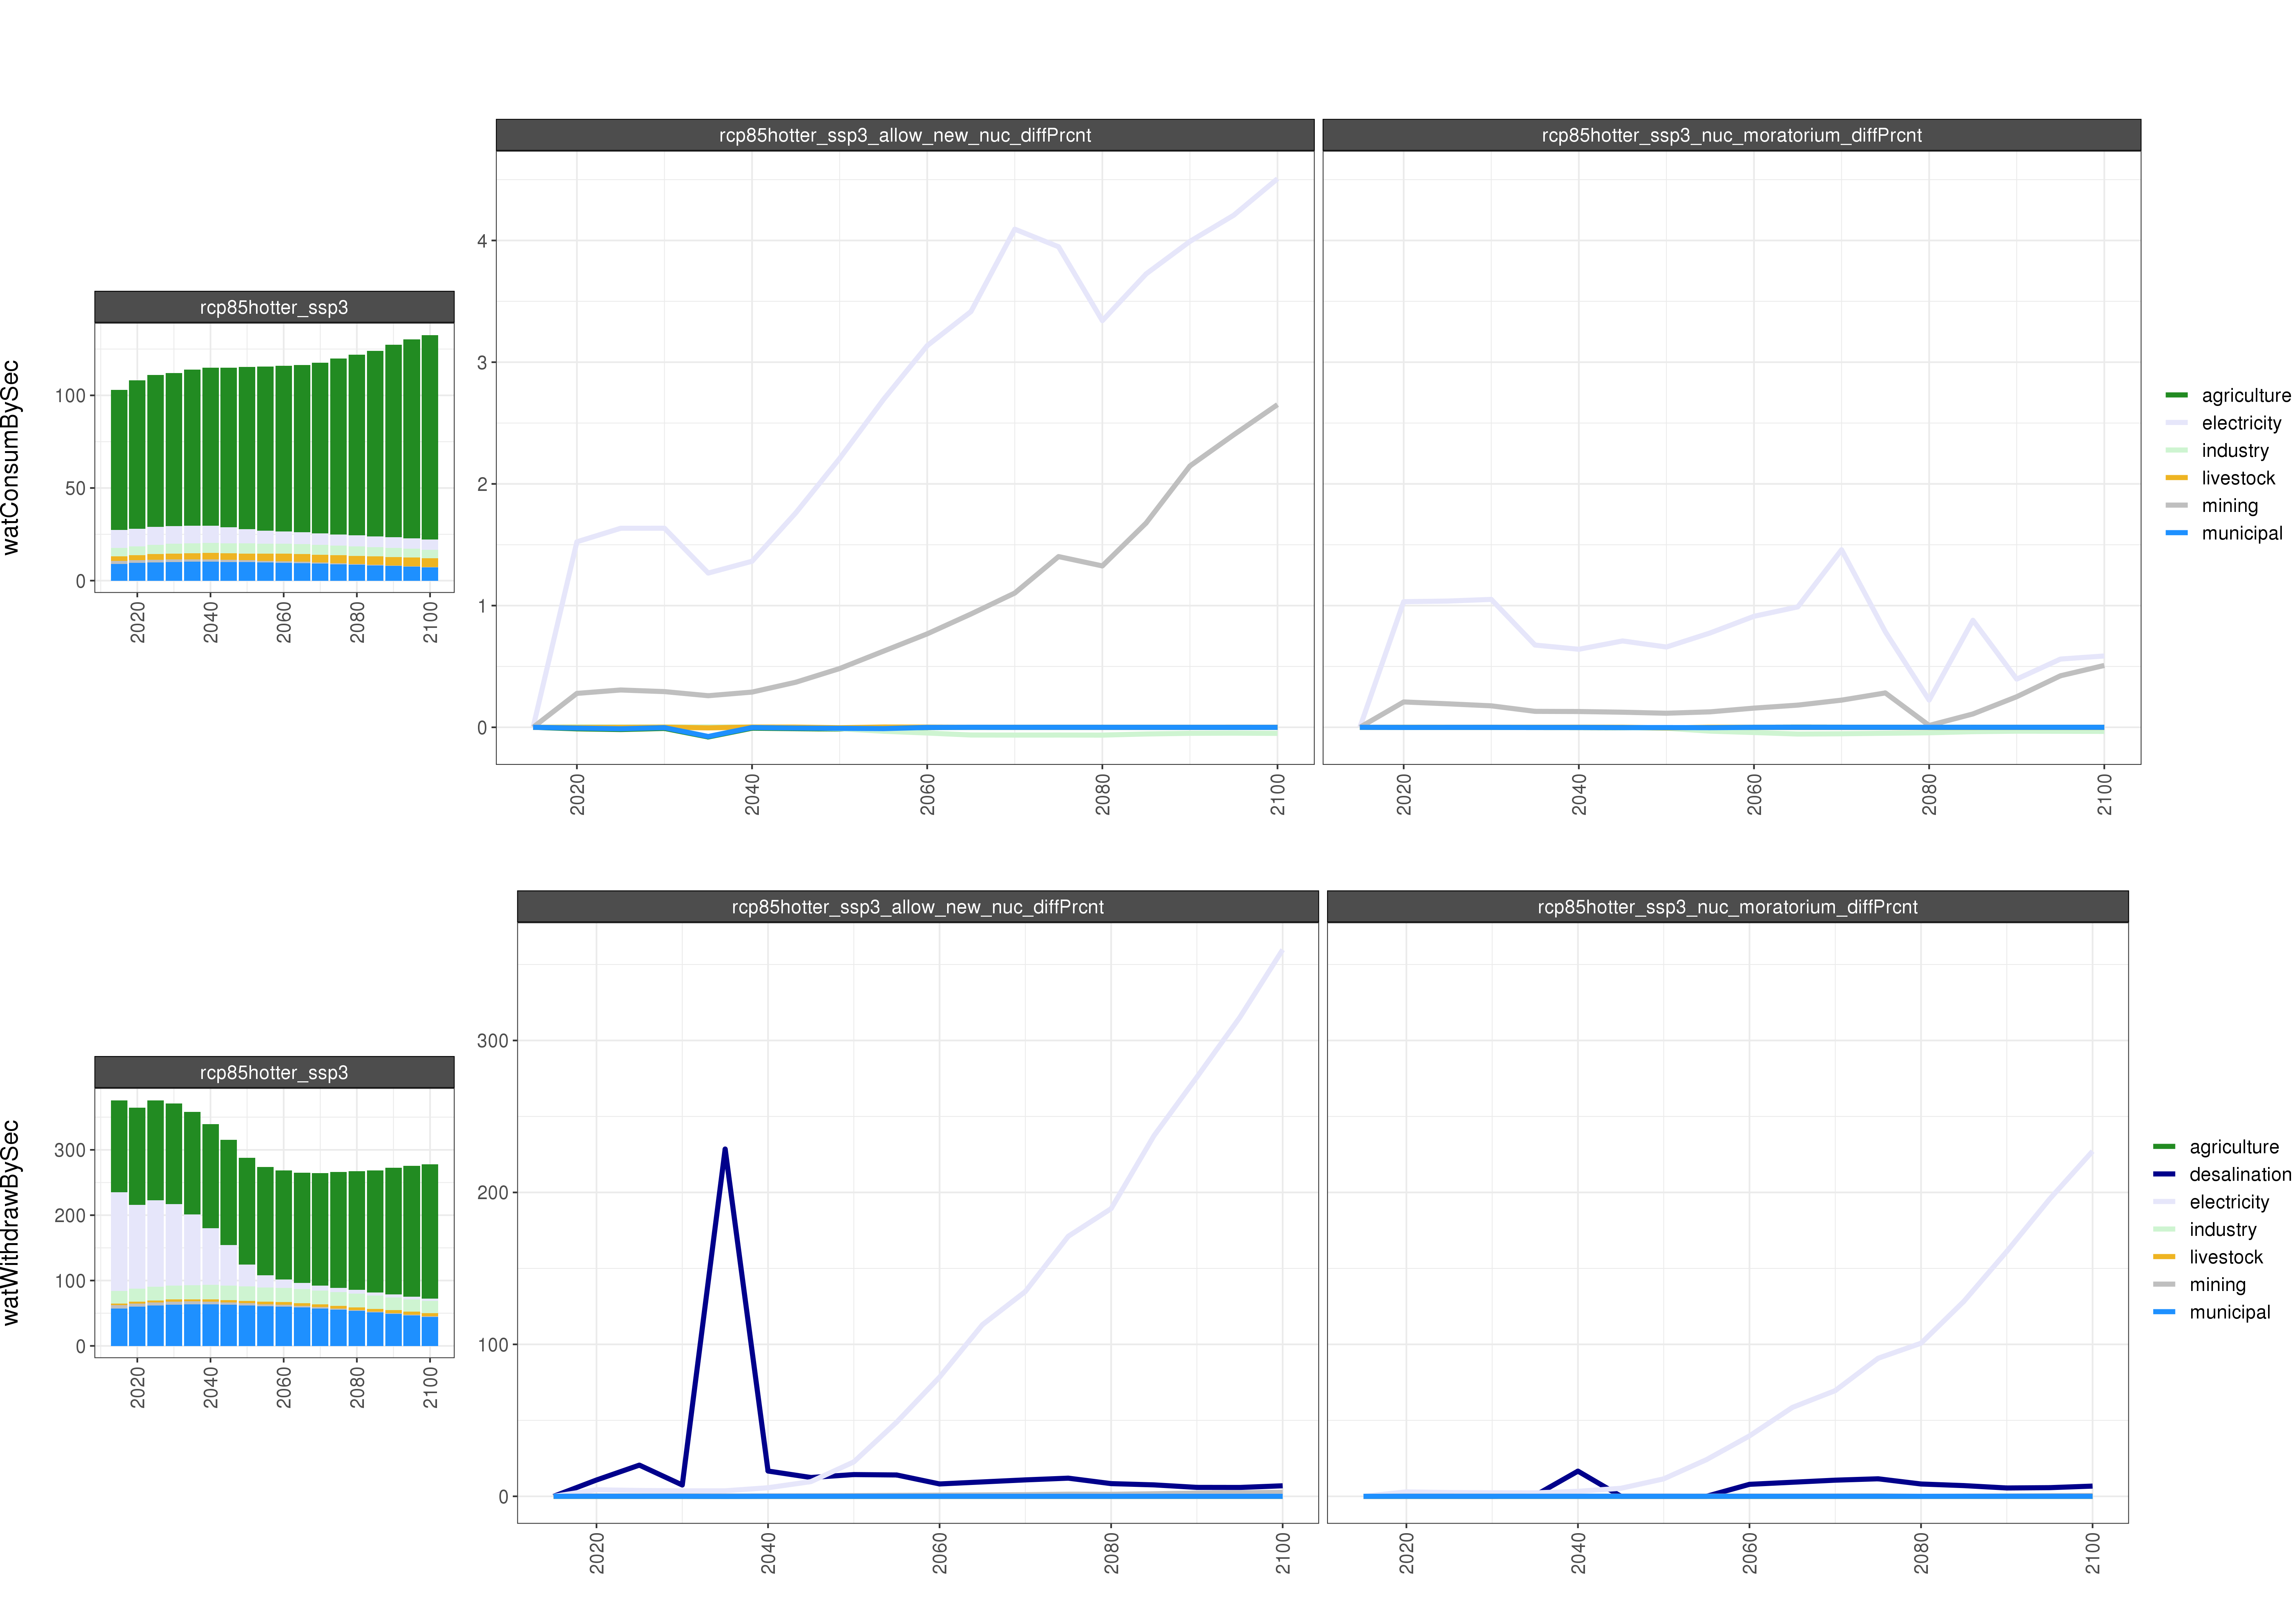 watConsumBySec
rcp85hotter_ssp3
100
50
0
2020
2040
2060
2080
2100
rcp85hotter_ssp3_allow_new_nuc_diffPrcnt
rcp85hotter_ssp3_nuc_moratorium_diffPrcnt
4
3
2
1
0
2020
2040
2060
2080
2100
2020
2040
2060
2080
2100
agriculture
electricity
industry
livestock
mining
municipal
watWithdrawBySec
rcp85hotter_ssp3
300
200
100
0
2020
2040
2060
2080
2100
rcp85hotter_ssp3_allow_new_nuc_diffPrcnt
rcp85hotter_ssp3_nuc_moratorium_diffPrcnt
300
200
100
0
2020
2040
2060
2080
2100
2020
2040
2060
2080
2100
agriculture
desalination
electricity
industry
livestock
mining
municipal